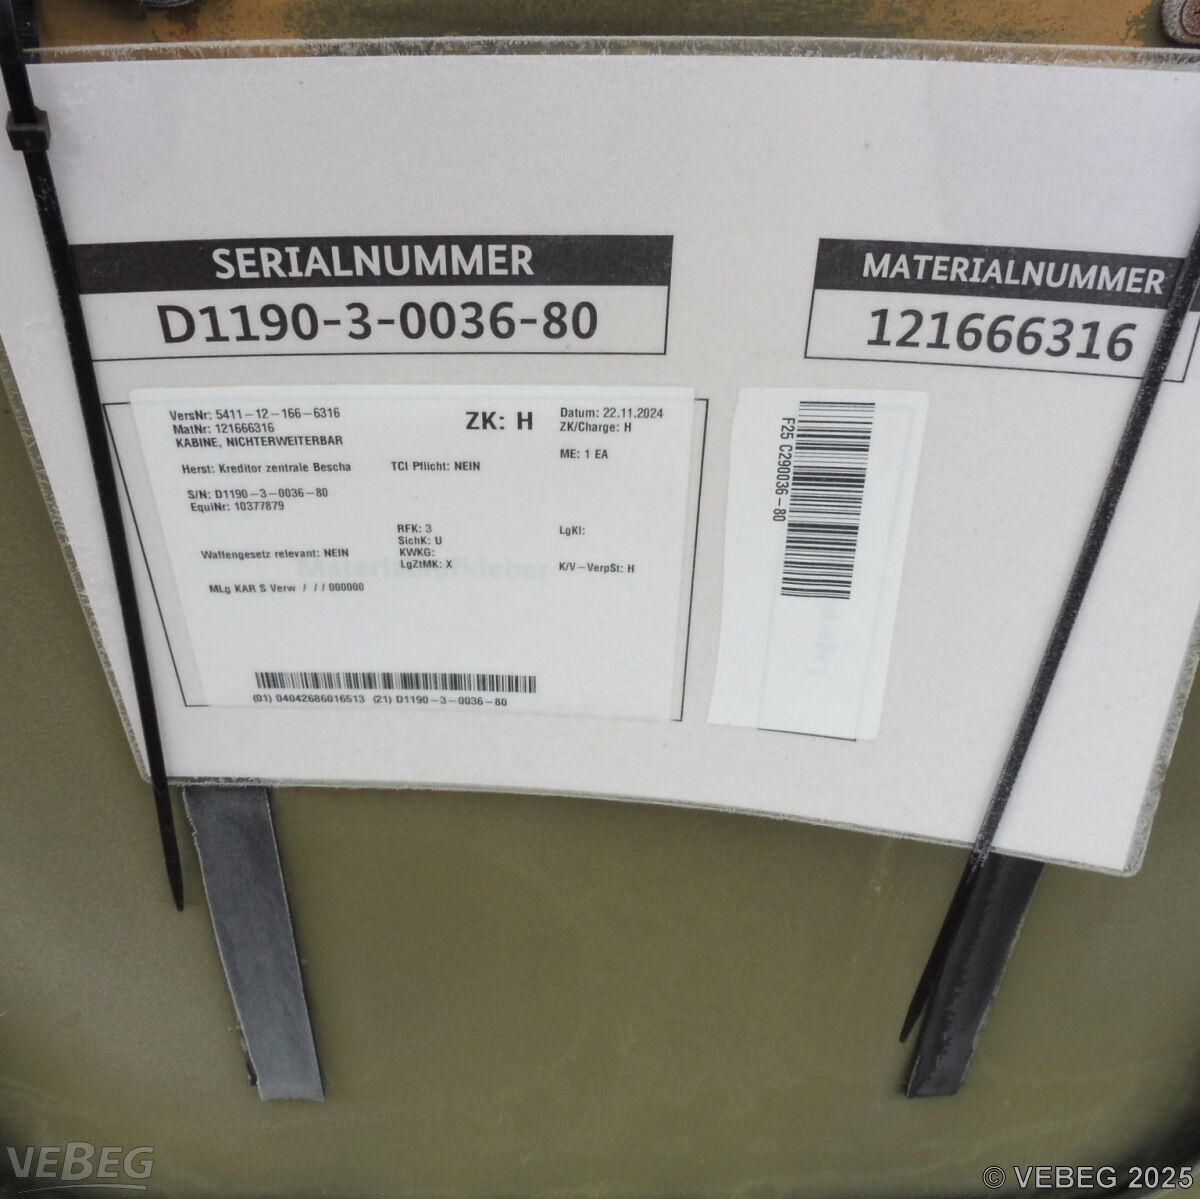 SERIALNUMMER
D1190-3-0036-80
MATERIALNUMMER
121666316
VersNr: 5411-12-166-6316
MatNr: 121666316
KABINE, NICHTERWEITERBAR
ZK: H
Datum: 22.11.2024
ZK/Charge: H
ME: 1 EA
Herst: Kreditor zentrale Bescha
TCI Pflicht: NEIN
S/N: D1190-3-0036-80
EquiNr: 10377879
RFK: 3
SichK: U
KWKG:
LgZtMK: X
LgKl:
K/V-VerpSt: H
Waffengesetz relevant: NEIN
Materialaufkleber
MLg KAR S Verw / / / 000000
(01) 04042686016513 (21) D1190-3-0036-80
F25 C290036-80
VEBEG
© VEBEG 2025